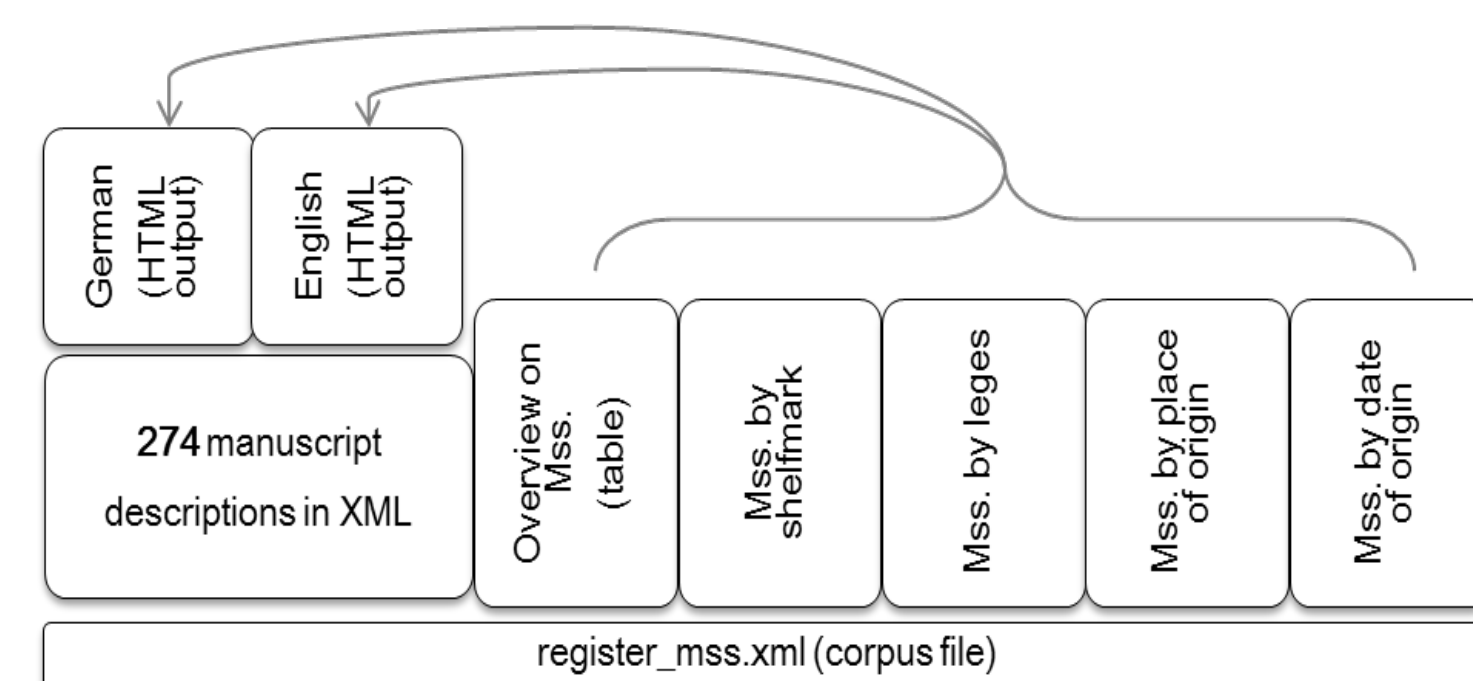 German
(HTML
output)
English
(HTML
output)
274 manuscript
descriptions in XML
Overview on
Mss.
(table)
Mss. by
shelfmark
Mss. by leges
Mss. by place
of origin
Mss. by date
of origin
register_mss.xml (corpus file)